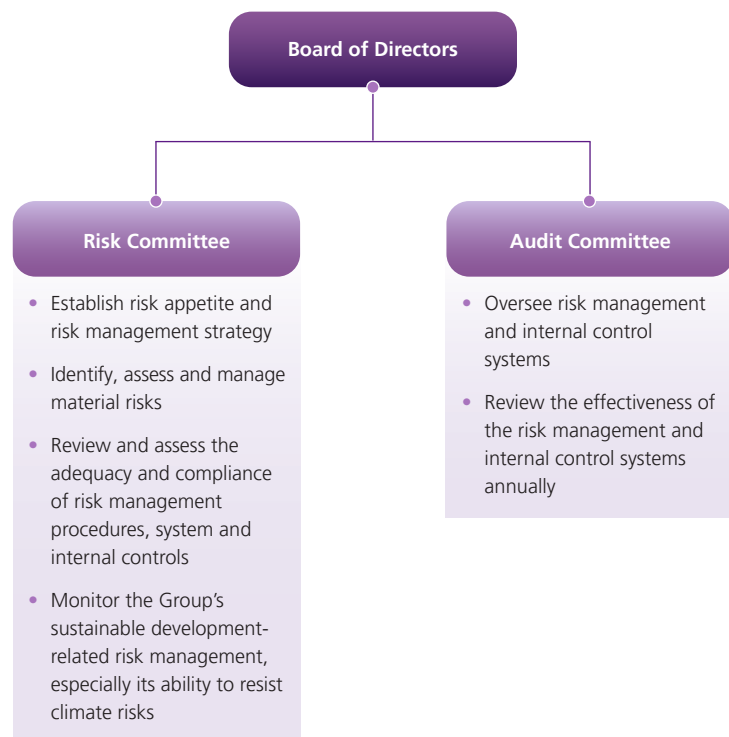 Board of Directors
Risk Committee
• Establish risk appetite and
risk management strategy
• Identify, assess and manage
material risks
• Review and assess the
adequacy and compliance
of risk management
procedures, system and
internal controls
• Monitor the Group’s
sustainable development-
related risk management,
especially its ability to resist
climate risks
Audit Committee
• Oversee risk management
and internal control
systems
• Review the effectiveness of
the risk management and
internal control systems
annually